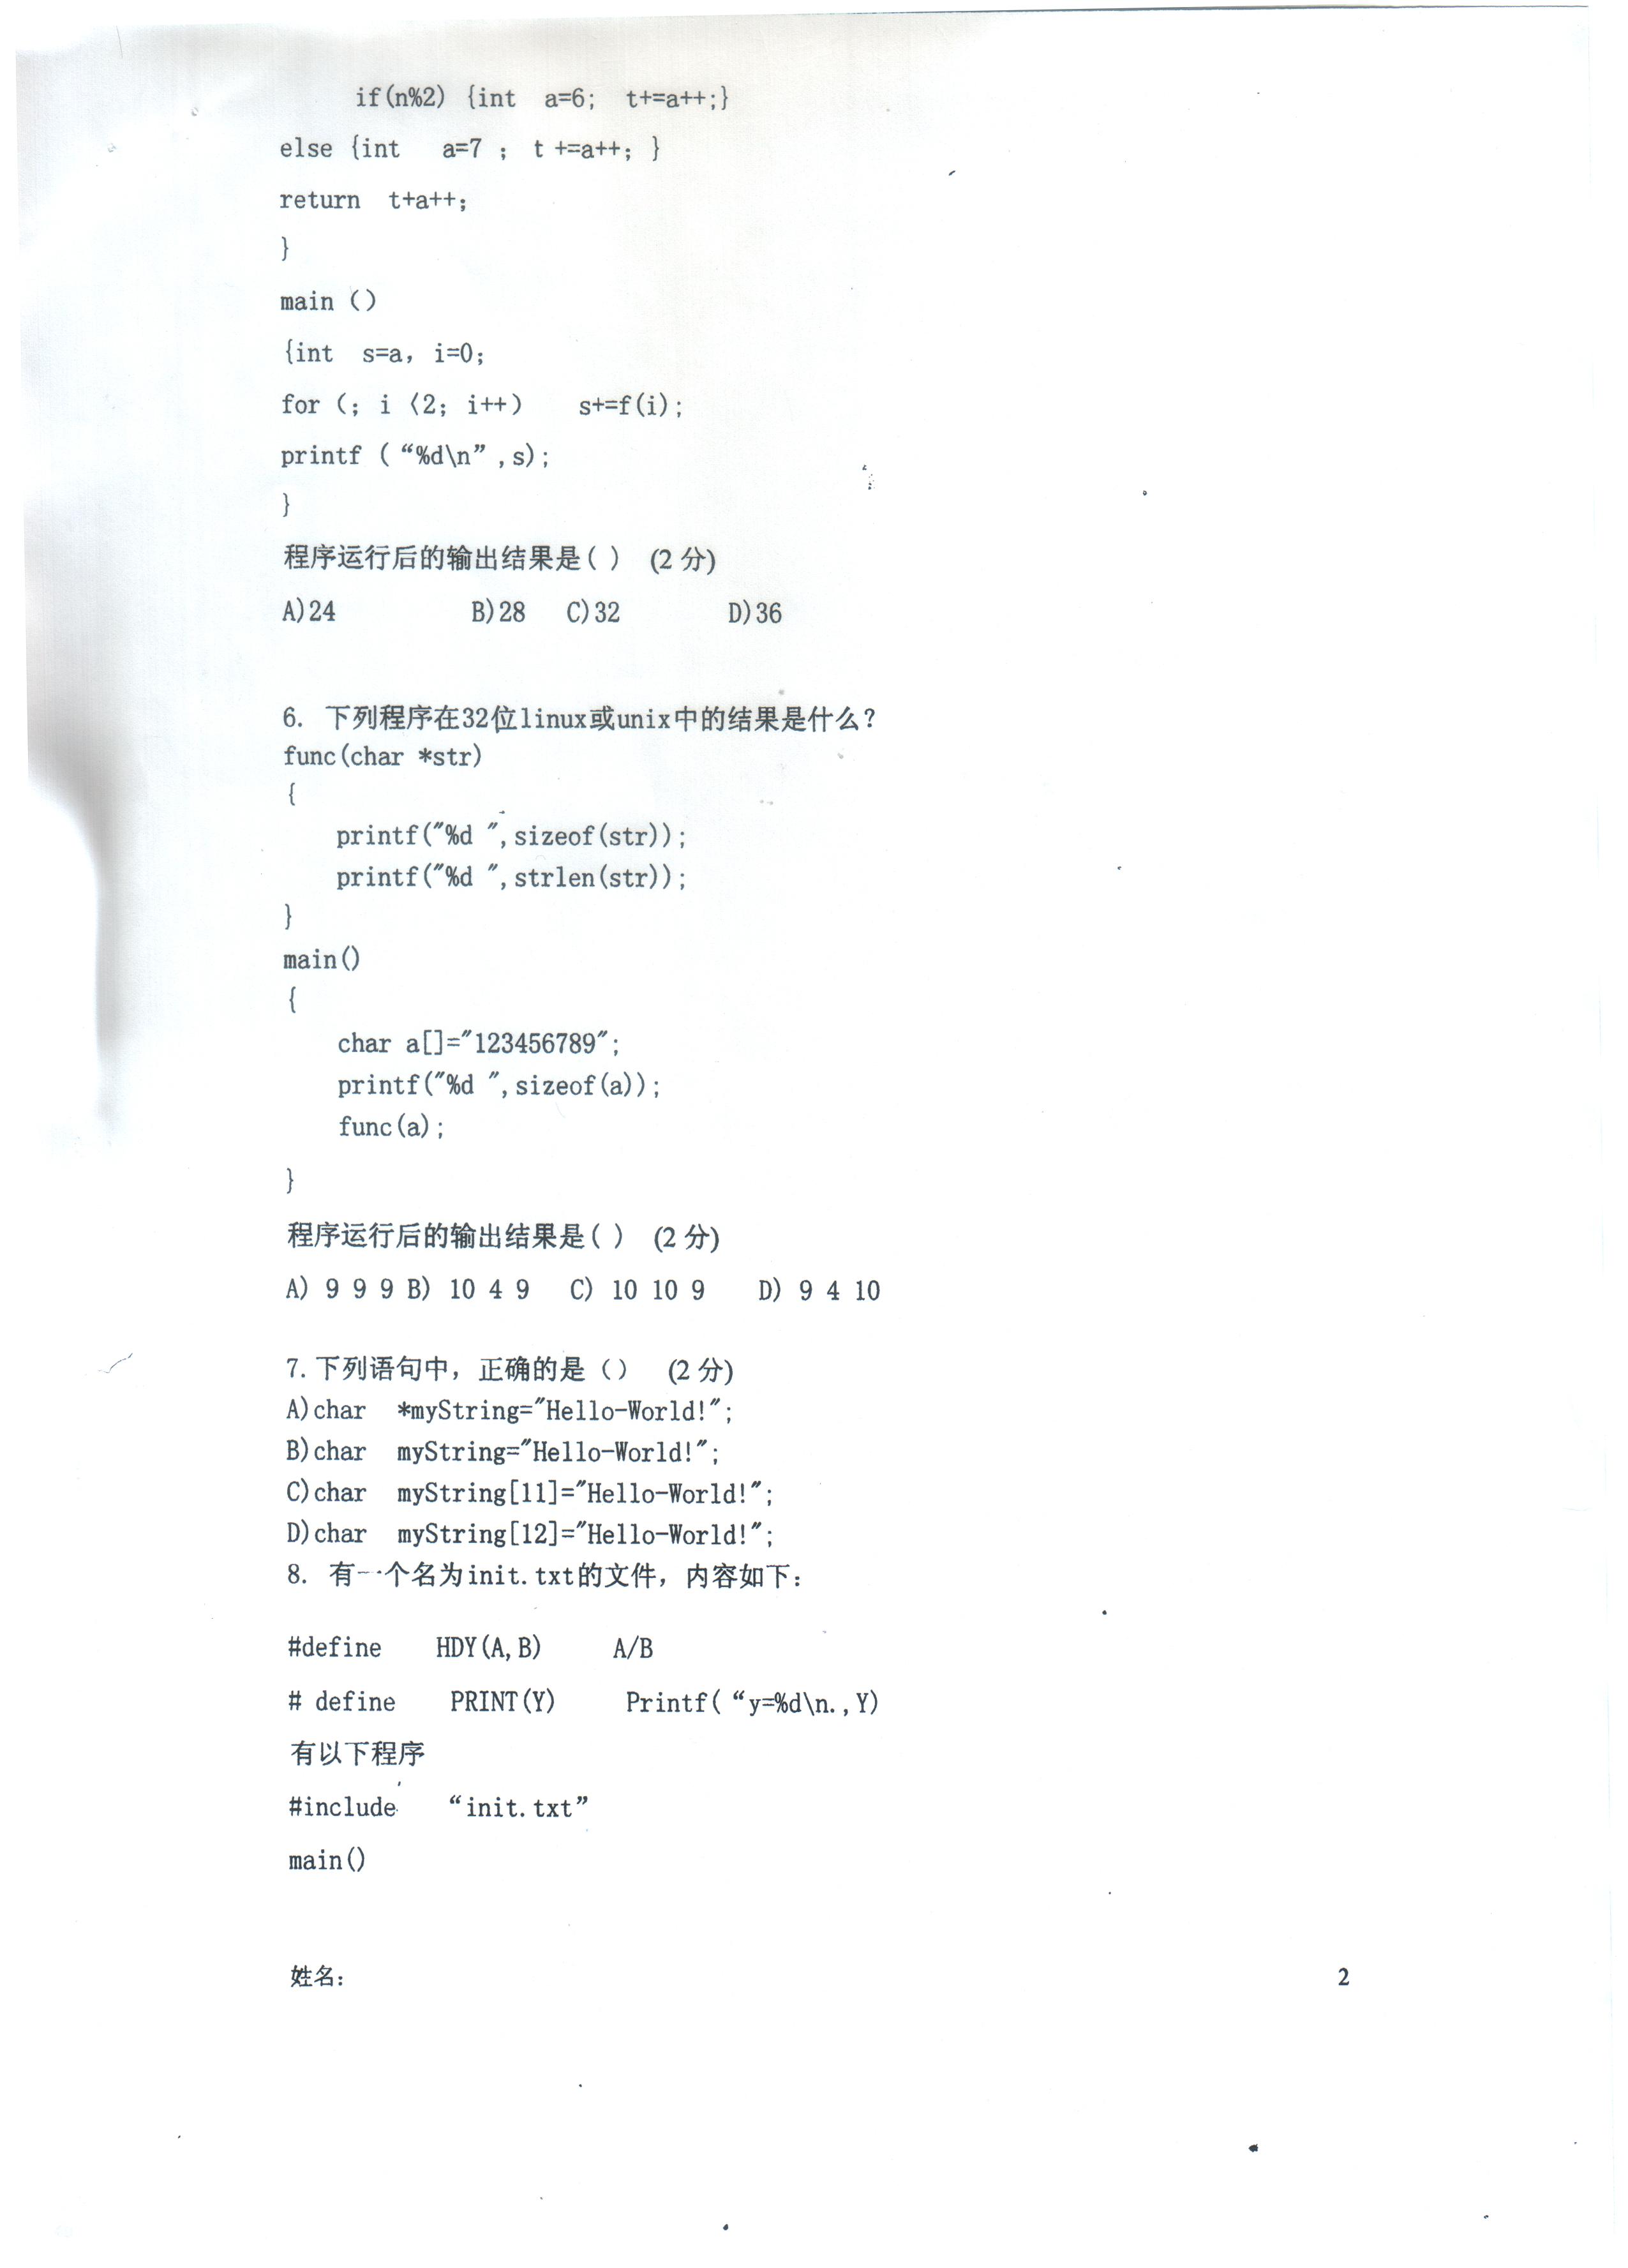 if(n%2) {int a=6; t+=a++;}
else {int a=7 ; t +=a++; }
return t+a++;
}
main ()
{int s=a, i=0;
for (; i 〈2; i++) s+=f(i);
printf (“%d\n”,s);
}
程序运行后的输出结果是( ) (2 分)
A)24 B)28 C)32 D)36
6. 下列程序在32位linux或unix中的结果是什么?
func(char *str)
{
printf("%d ",sizeof(str));
printf("%d ",strlen(str));
}
main()
{
char a[]="123456789";
printf("%d ",sizeof(a));
func(a);
}
程序运行后的输出结果是( ) (2 分)
A) 9 9 9 B) 10 4 9 C) 10 10 9 D) 9 4 10
7.下列语句中，正确的是（） (2 分)
A)char *myString="Hello-World!";
B)char myString="Hello-World!";
C)char myString[11]="Hello-World!";
D)char myString[12]="Hello-World!";
8. 有一个名为init.txt的文件，内容如下：
#define HDY(A,B) A/B
# define PRINT(Y) Printf(“y=%d\n.,Y)
有以下程序
#include “init.txt”
main()
姓名： 2